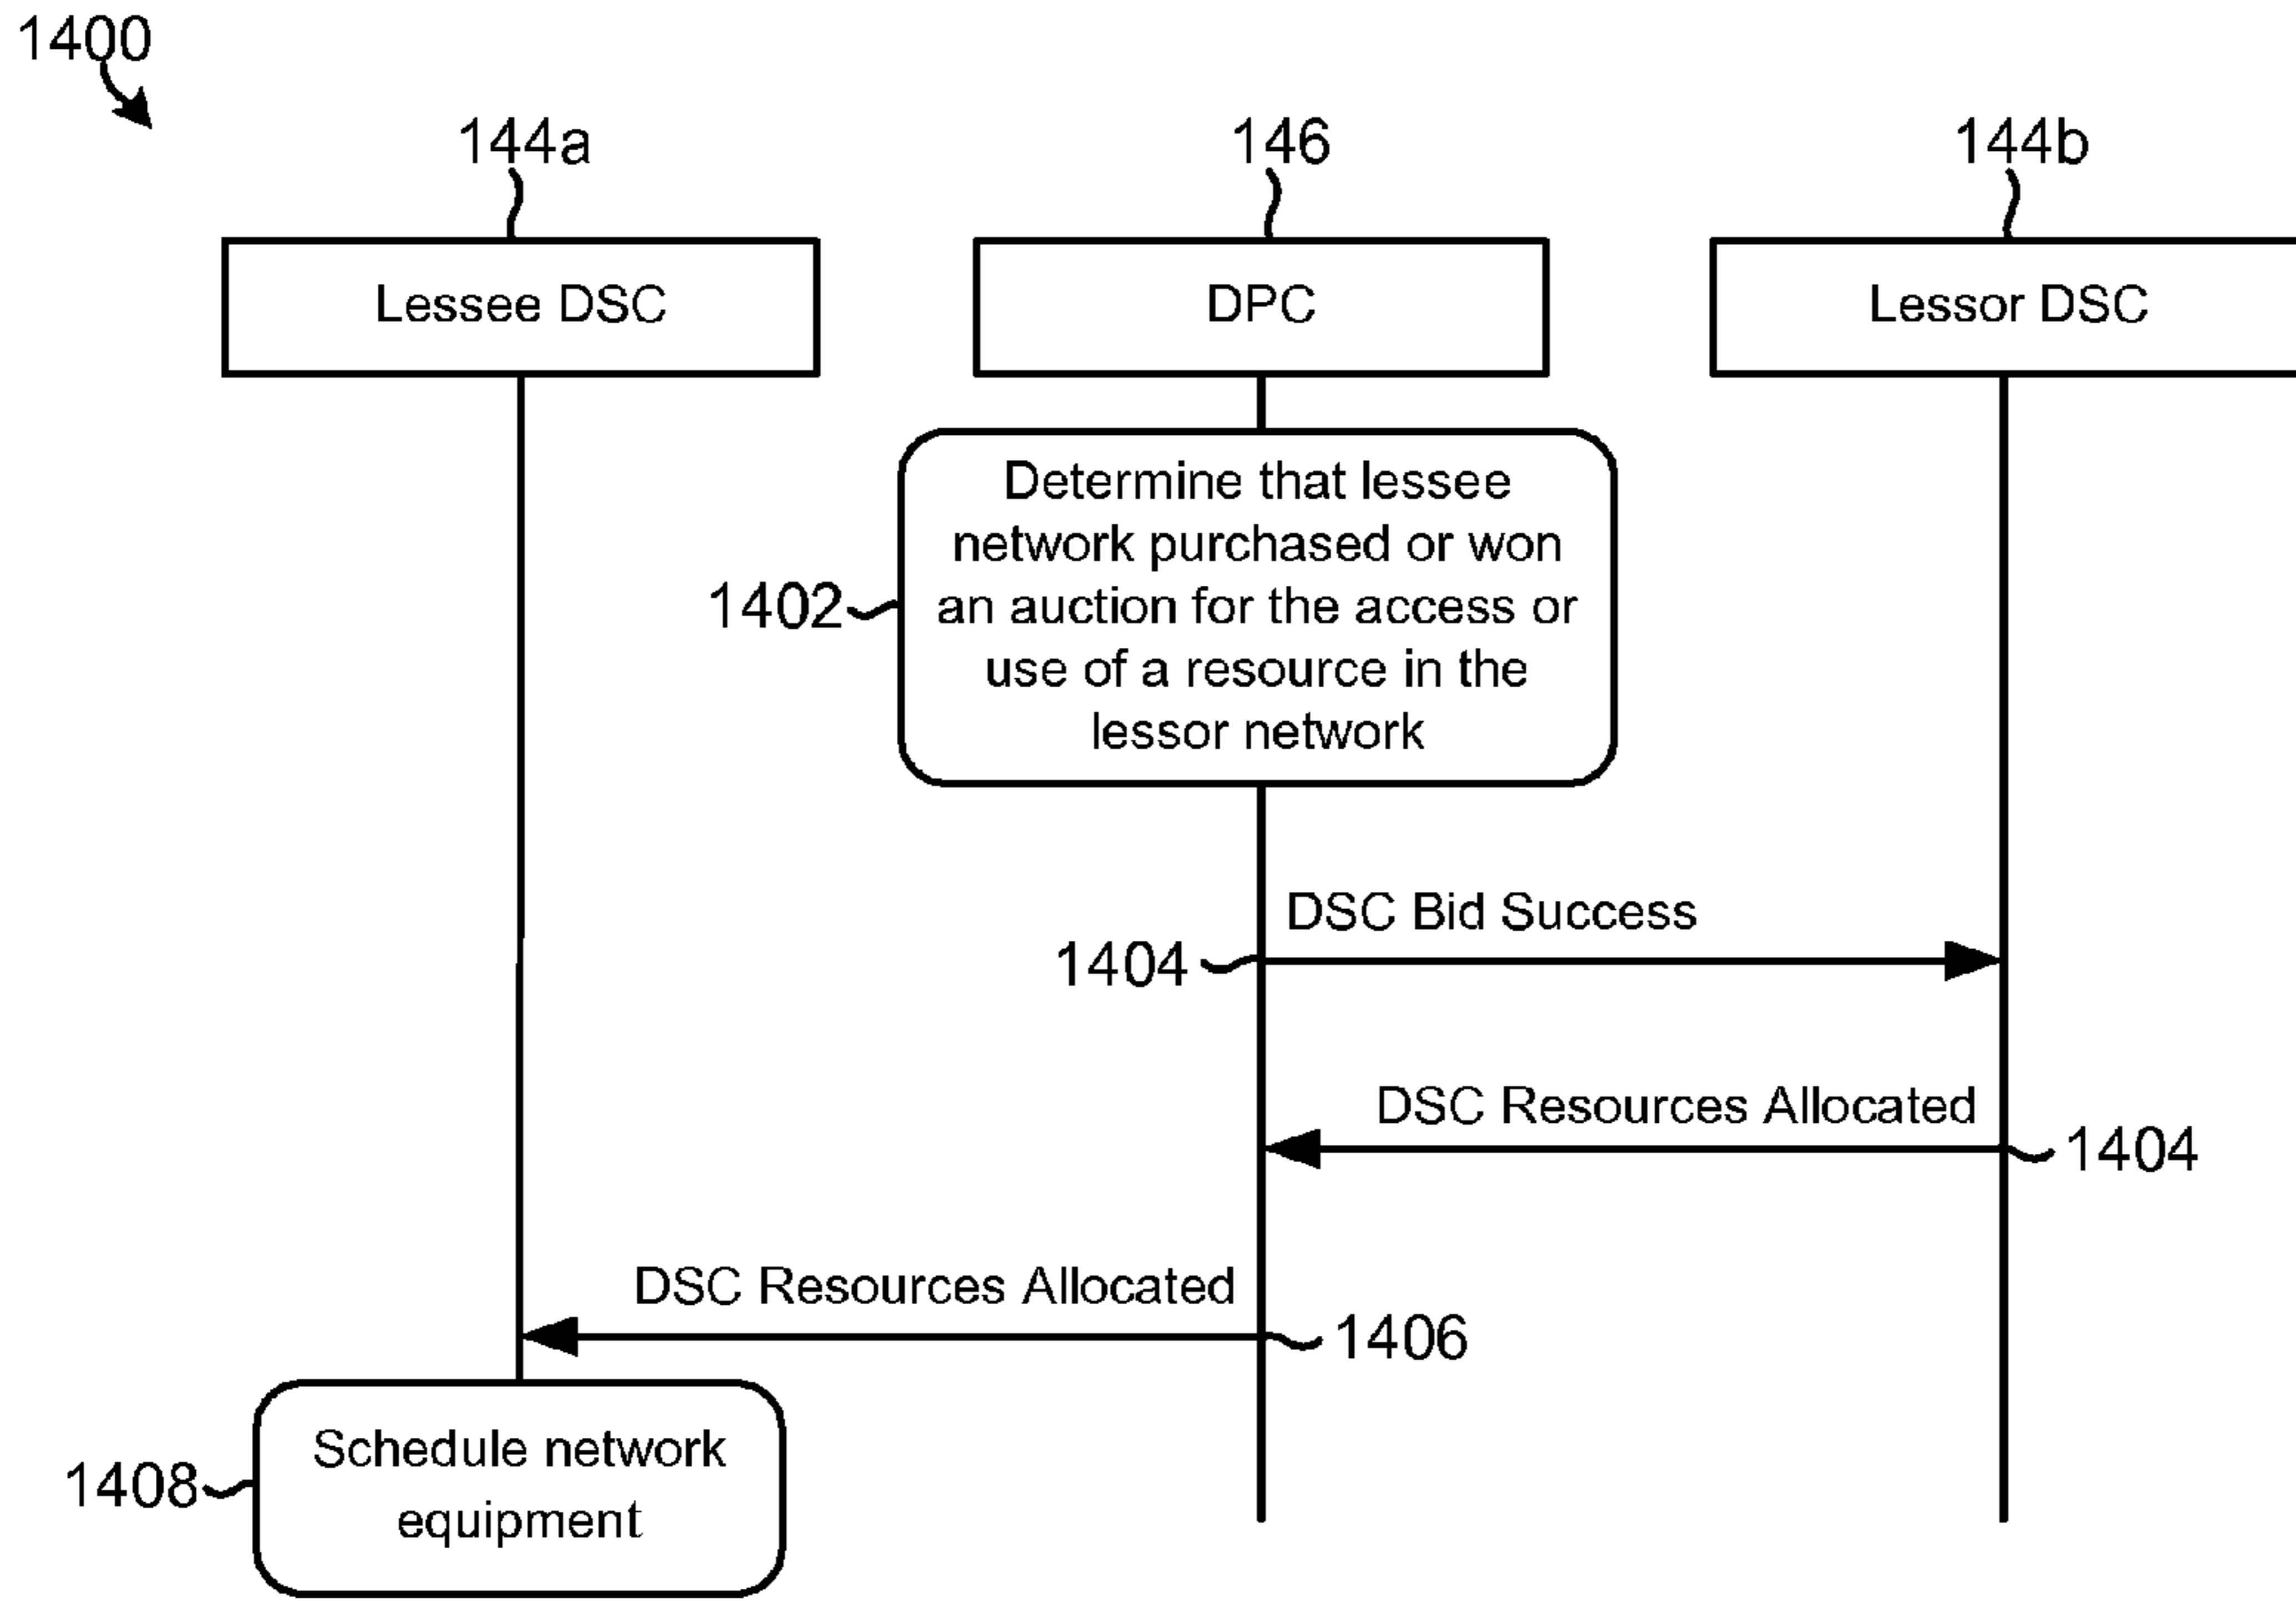 1400
144a
146
144b
Lessee DSC
DPC
Lessor DSC
Determine that lessee
network purchased or won
an auction for the access or
use of a resource in the
lessor network
1402
DSC Bid Success
1404
DSC Resources Allocated
1404
DSC Resources Allocated
1406
Schedule network
equipment
1408